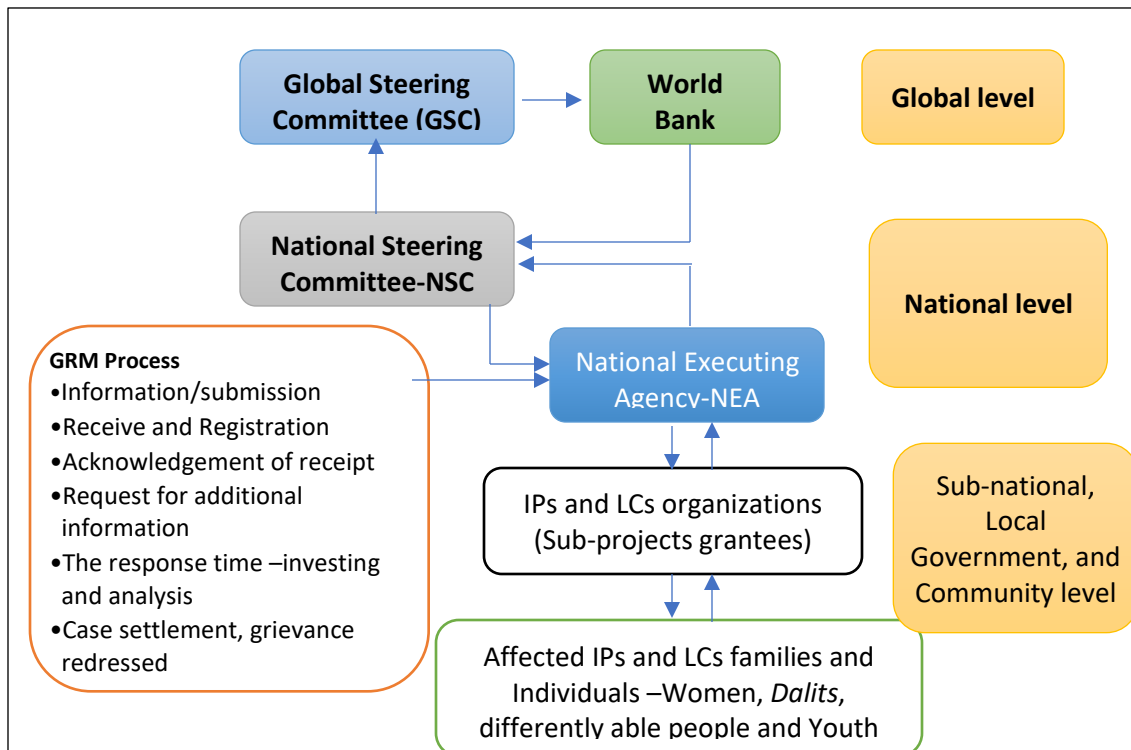 Global Steering
Committee (GSC)
World
Bank
Global level
National Steering
Committee-NSC
National level
GRM Process
•Information/submission
•Receive and Registration
•Acknowledgement of receipt
•Request for additional
information
•The response time –investing
and analysis
•Case settlement, grievance
redressed
National Executing
Agency-NEA
IPs and LCs organizations
(Sub-projects grantees)
Sub-national,
Local
Government, and
Community level
Affected IPs and LCs families and
Individuals –Women, Dalits,
differently able people and Youth